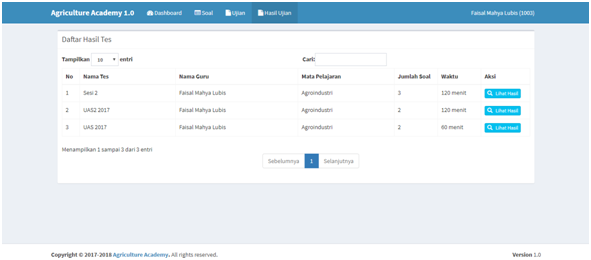 Agriculture Academy 1.0 Dashboard Soal Ujian Hasil Ujian Faisal Mahya Lubis (1003)
Daftar Hasil Tes
Tampilkan 10 entri Cari:
No Nama Tes Nama Guru Mata Pelajaran Jumlah Soal Waktu Aksi
1 Sesi 2 Faisal Mahya Lubis Agroindustri 3 120 menit Lihat Hasil
2 UAS2 2017 Faisal Mahya Lubis Agroindustri 2 120 menit Lihat Hasil
3 UAS 2017 Faisal Mahya Lubis Agroindustri 2 60 menit Lihat Hasil
Menampilkan 1 sampai 3 dari 3 entri
Sebelumnya 1 Selanjutnya
Copyright © 2017-2018 Agriculture Academy. All rights reserved. Version 1.0